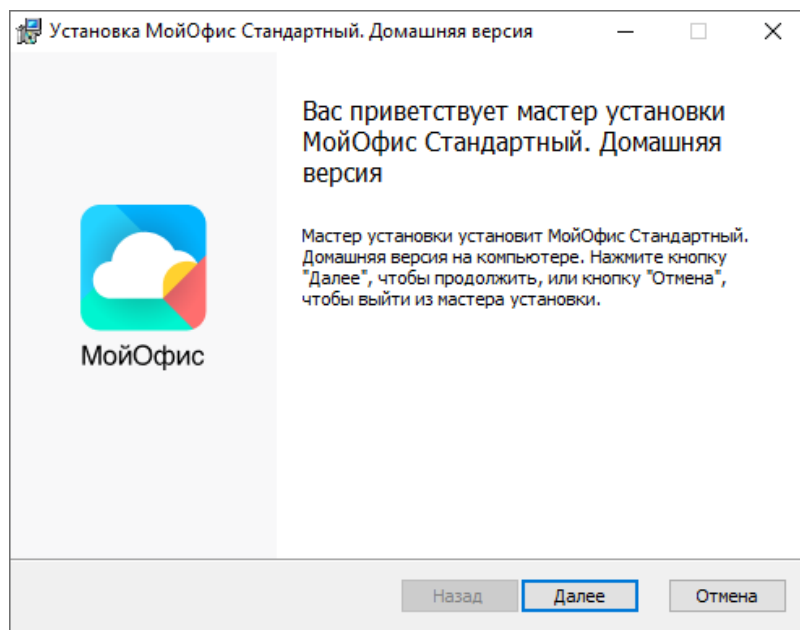 Установка МойОфис Стандартный. Домашняя версия
Вас приветствует мастер установки
МойОфис Стандартный. Домашняя
версия
Мастер установки установит МойОфис Стандартный.
Домашняя версия на компьютере. Нажмите кнопку
"Далее", чтобы продолжить, или кнопку "Отмена",
чтобы выйти из мастера установки.
МойОфис
Назад
Далее
Отмена